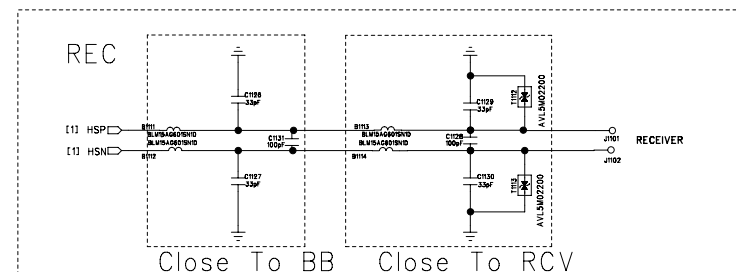 REC
C1126
33pF
C1129
33pF
T1112
AVL5M02200
[1] HSP
B1111
BLM15AG601SN1D
C1131
100pF
B1113
BLM15AG601SN1D
C1128
100pF
J1101
RECEIVER
[1] HSN
BLM15AG601SN1D
B1112
B1114
J1102
C1127
33pF
C1130
33pF
T1113
AVL5M02200
Close To BB
Close To RCV